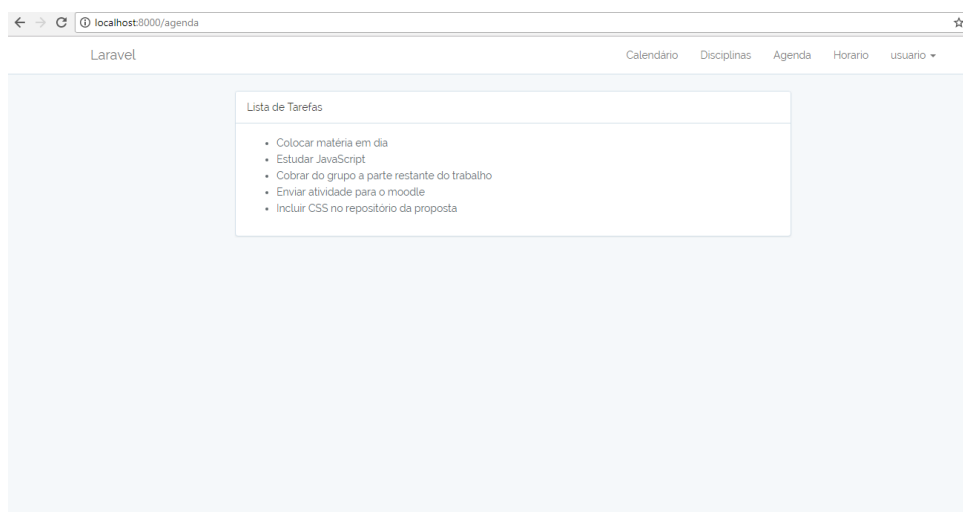 localhost:8000/agenda
Laravel Calendário Disciplinas Agenda Horario usuario
Lista de Tarefas
Colocar matéria em dia
Estudar JavaScript
Cobrar do grupo a parte restante do trabalho
Enviar atividade para o moodle
Incluir CSS no repositório da proposta